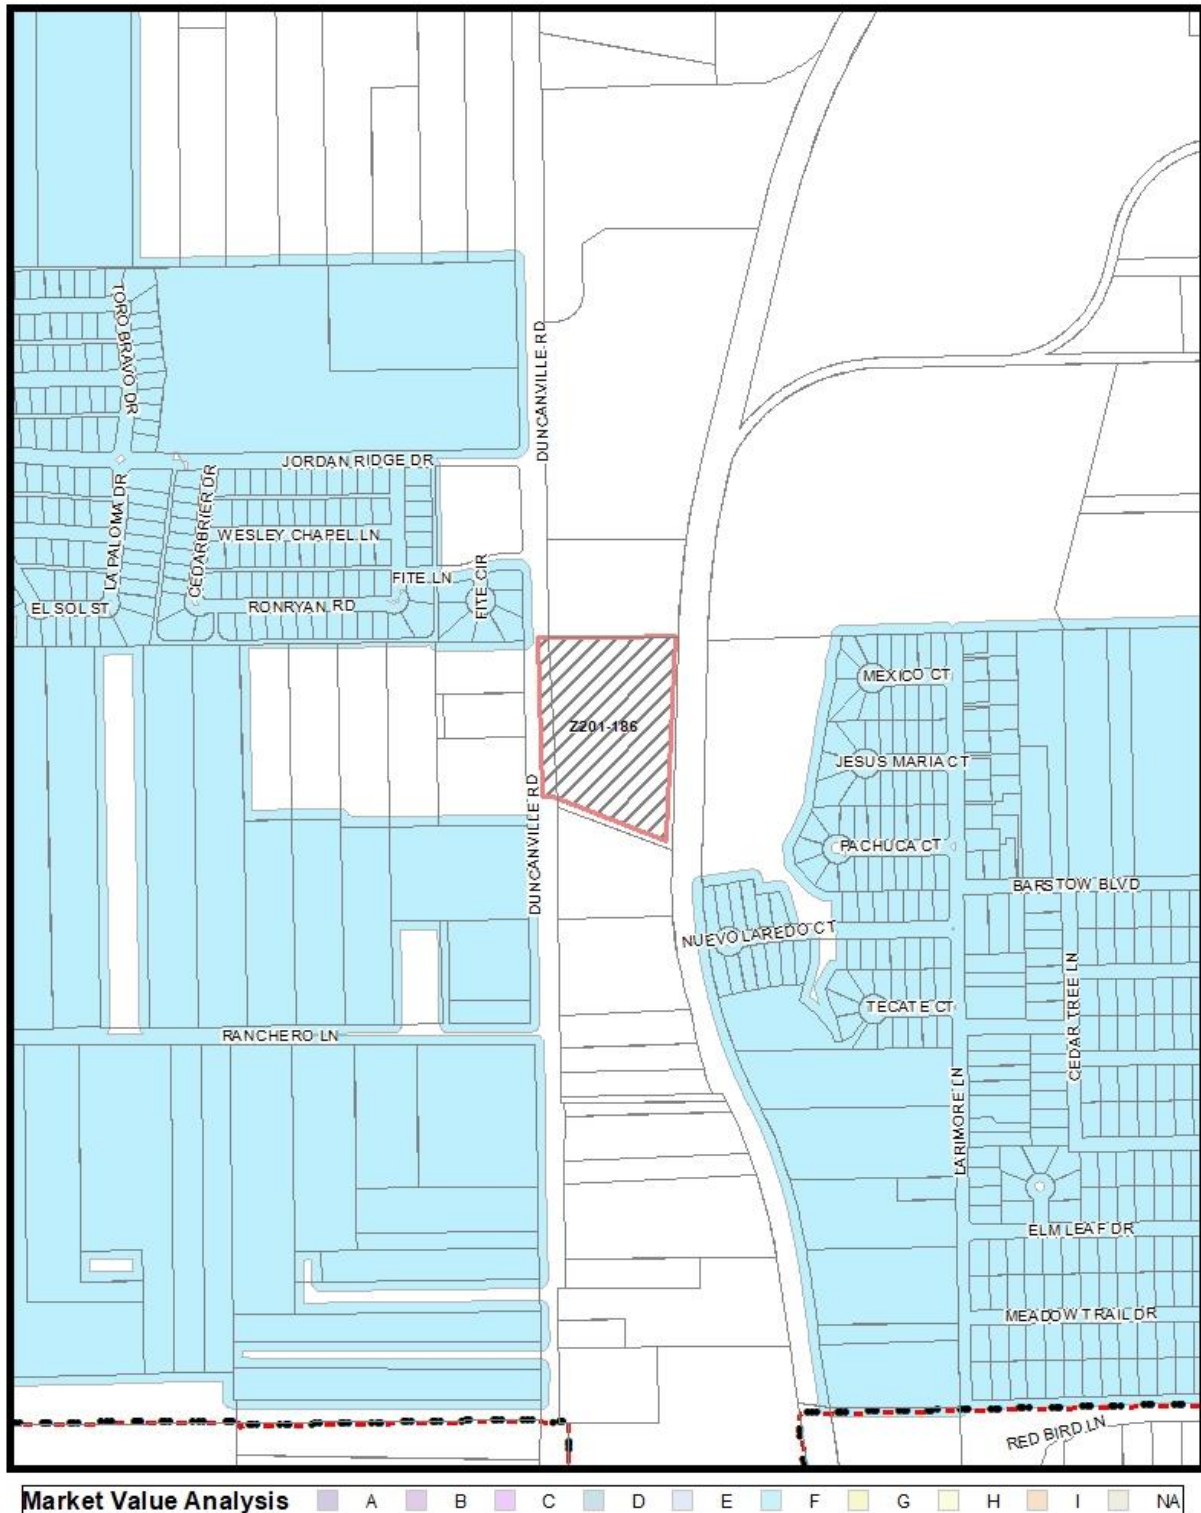 TORO BRAVO DR
DUNCANVILLE RD
JORDAN RIDGE DR
LA PALOMA DR
CEDARBRIER DR
WESLEY CHAPEL LN
FITE LN
FITE CIR
EL SOL ST
RONRYAN RD
MEXICO CT
Z201-186
JESUS MARIA CT
DUNCANVILLE RD
PACHUCA CT
BARSTOW BLVD
NUEVO LAREDO CT
CEDAR TREE LN
TECATE CT
RANCHERO LN
LARIMORE LN
ELM LEAF DR
MEADOW TRAIL DR
RED BIRD LN
Market Value Analysis A B C D E F G H I NA